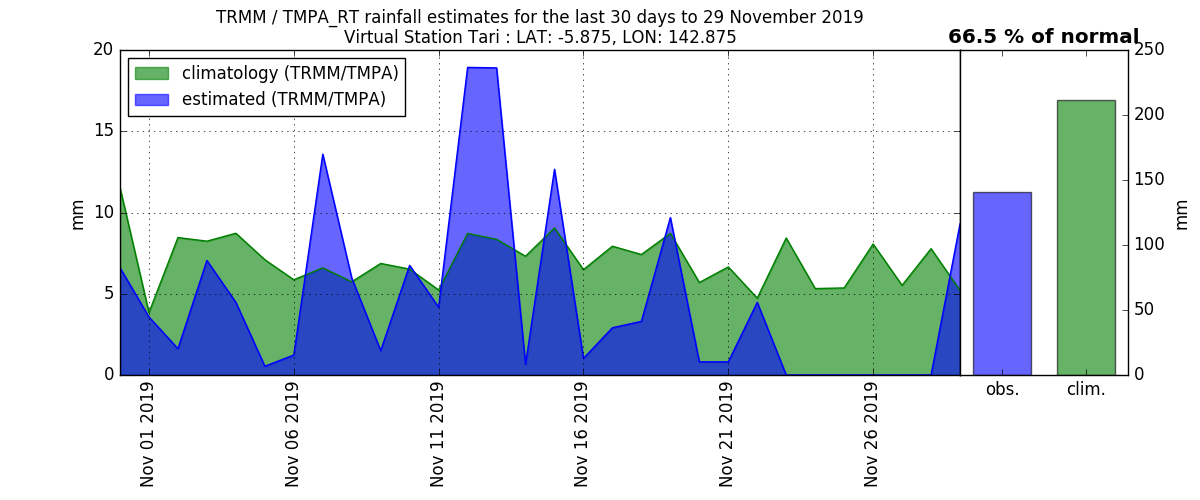 TRMM / TMPA_RT rainfall estimates for the last 30 days to 29 November 2019
Virtual Station Tari : LAT: -5.875, LON: 142.875
66.5 % of normal
climatology (TRMM/TMPA)
estimated (TRMM/TMPA)
20
15
10
5
0
mm
250
200
150
100
50
0
mm
obs.
clim.
Nov 01 2019
Nov 06 2019
Nov 11 2019
Nov 16 2019
Nov 21 2019
Nov 26 2019